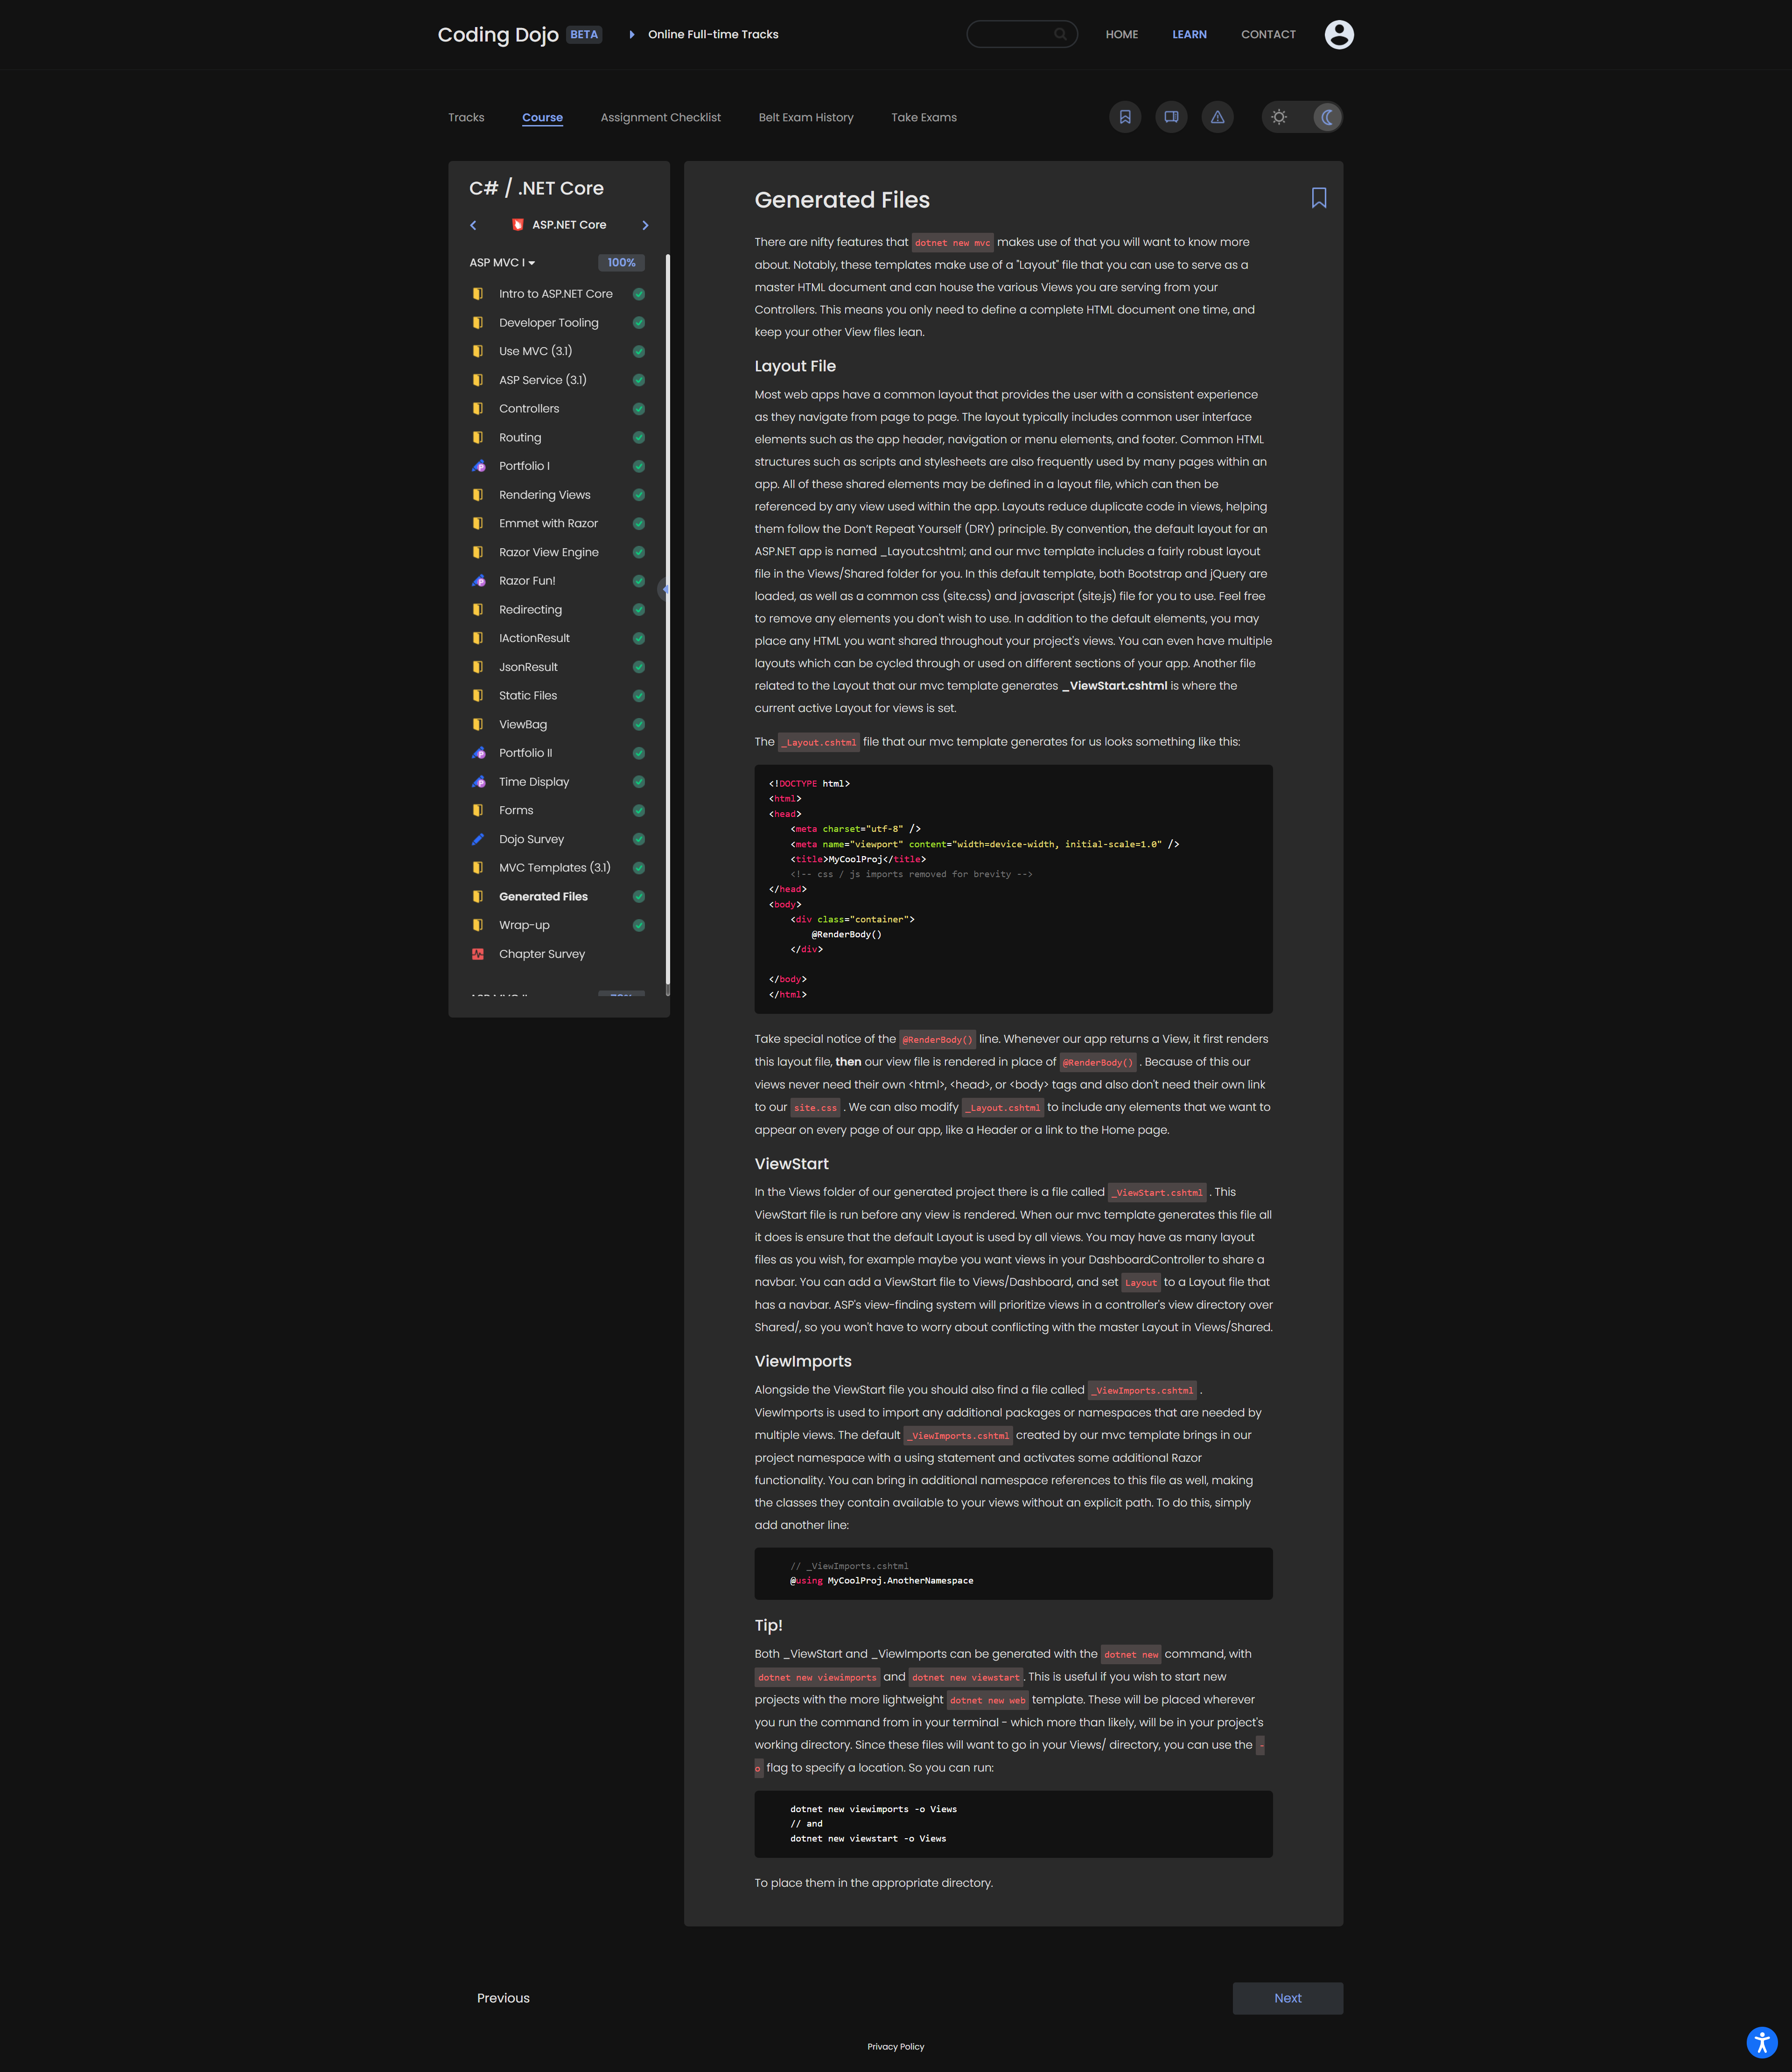 Coding Dojo BETA Online Full-time Tracks HOME LEARN CONTACT
Tracks Course Assignment Checklist Belt Exam History Take Exams
C# / .NET Core
ASP.NET Core
ASP MVC I 100%
Intro to ASP.NET Core
Developer Tooling
Use MVC (3.1)
ASP Service (3.1)
Controllers
Routing
Portfolio I
Rendering Views
Emmet with Razor
Razor View Engine
Razor Fun!
Redirecting
IActionResult
JsonResult
Static Files
ViewBag
Portfolio II
Time Display
Forms
Dojo Survey
MVC Templates (3.1)
Generated Files
Wrap-up
Chapter Survey
Generated Files
There are nifty features that dotnet new mvc makes use of that you will want to know more
about. Notably, these templates make use of a "Layout" file that you can use to serve as a
master HTML document and can house the various Views you are serving from your
Controllers. This means you only need to define a complete HTML document one time, and
keep your other View files lean.
Layout File
Most web apps have a common layout that provides the user with a consistent experience
as they navigate from page to page. The layout typically includes common user interface
elements such as the app header, navigation or menu elements, and footer. Common HTML
structures such as scripts and stylesheets are also frequently used by many pages within an
app. All of these shared elements may be defined in a layout file, which can then be
referenced by any view used within the app. Layouts reduce duplicate code in views, helping
them follow the Don't Repeat Yourself (DRY) principle. By convention, the default layout for an
ASP.NET app is named _Layout.cshtml; and our mvc template includes a fairly robust layout
file in the Views/Shared folder for you. In this default template, both Bootstrap and jQuery are
loaded, as well as a common css (site.css) and javascript (site.js) file for you to use. Feel free
to remove any elements you don't wish to use. In addition to the default elements, you may
place any HTML you want shared throughout your project's views. You can even have multiple
layouts which can be cycled through or used on different sections of your app. Another file
related to the Layout that our mvc template generates _ViewStart.cshtml is where the
current active Layout for views is set.
The _Layout.cshtml file that our mvc template generates for us looks something like this:
<!DOCTYPE html>
<html>
<head>
    <meta charset="utf-8" />
    <meta name="viewport" content="width=device-width, initial-scale=1.0" />
    <title>MyCoolProj</title>
    <!-- css / js imports removed for brevity -->
</head>
<body>
    <div class="container">
        @RenderBody()
    </div>
</body>
</html>
Take special notice of the @RenderBody() line. Whenever our app returns a View, it first renders
this layout file, then our view file is rendered in place of @RenderBody() . Because of this our
views never need their own <html>, <head>, or <body> tags and also don't need their own link
to our site.css . We can also modify _Layout.cshtml to include any elements that we want to
appear on every page of our app, like a Header or a link to the Home page.
ViewStart
In the Views folder of our generated project there is a file called _ViewStart.cshtml . This
ViewStart file is run before any view is rendered. When our mvc template generates this file all
it does is ensure that the default Layout is used by all views. You may have as many layout
files as you wish, for example maybe you want views in your DashboardController to share a
navbar. You can add a ViewStart file to Views/Dashboard, and set Layout to a Layout file that
has a navbar. ASP's view-finding system will prioritize views in a controller's view directory over
Shared/, so you won't have to worry about conflicting with the master Layout in Views/Shared.
ViewImports
Alongside the ViewStart file you should also find a file called _ViewImports.cshtml .
ViewImports is used to import any additional packages or namespaces that are needed by
multiple views. The default _ViewImports.cshtml created by our mvc template brings in our
project namespace with a using statement and activates some additional Razor
functionality. You can bring in additional namespace references to this file as well, making
the classes they contain available to your views without an explicit path. To do this, simply
add another line:
// _ViewImports.cshtml
@using MyCoolProj.AnotherNamespace
Tip!
Both _ViewStart and _ViewImports can be generated with the dotnet new command, with
dotnet new viewimports and dotnet new viewstart . This is useful if you wish to start new
projects with the more lightweight dotnet new web template. These will be placed wherever
you run the command from in your terminal - which more than likely, will be in your project's
working directory. Since these files will want to go in your Views/ directory, you can use the -
o flag to specify a location. So you can run:
dotnet new viewimports -o Views
// and
dotnet new viewstart -o Views
To place them in the appropriate directory.
Previous Next
Privacy Policy